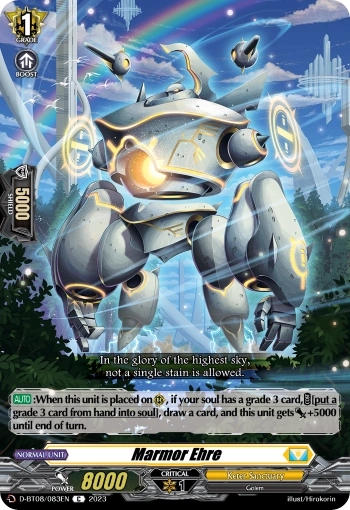 1
GRADE
BOOST
5000
SHIELD
In the glory of the highest sky,
not a single stain is allowed.
AUTO:When this unit is placed on , if your soul has a grade 3 card, [put a
grade 3 card from hand into soul], draw a card, and this unit gets +5000
until end of turn.
NORMAL UNIT
Marmor Ehre
POWER 8000
CRITICAL
1
Keter Sanctuary
Golem
D-BT08/083EN C 2023
illust/Hirokorin